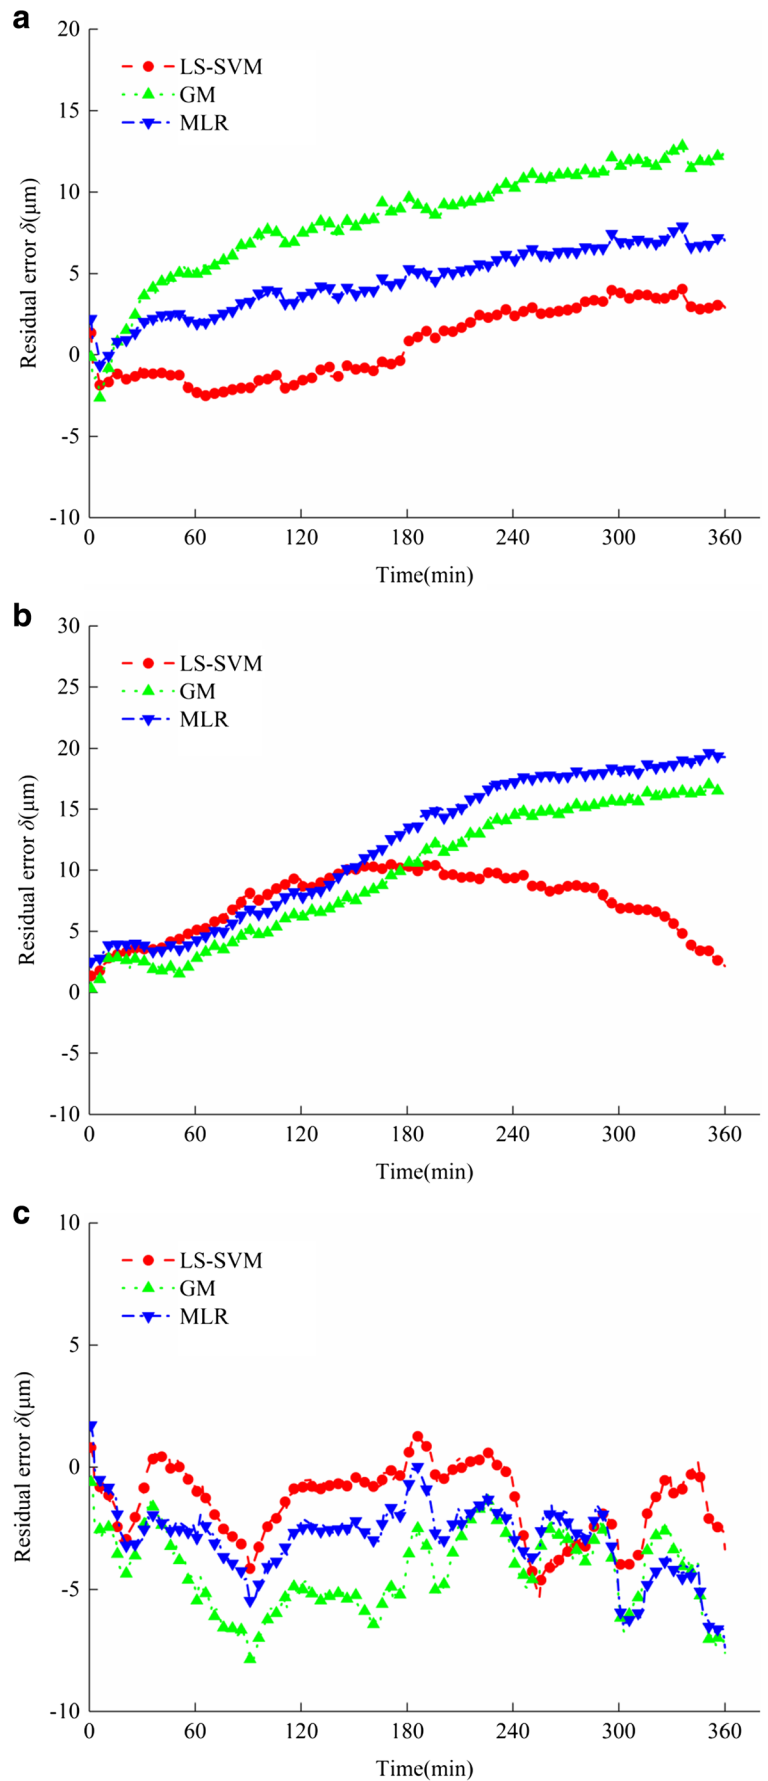 a
20
15
10
5
0
-5
-10
Residual error δ(μm)
LS-SVM
GM
MLR
0 60 120 180 240 300 360
Time(min)
b
30
25
20
15
10
5
0
-5
-10
Residual error δ(μm)
LS-SVM
GM
MLR
0 60 120 180 240 300 360
Time(min)
c
10
5
0
-5
-10
Residual error δ(μm)
LS-SVM
GM
MLR
0 60 120 180 240 300 360
Time(min)